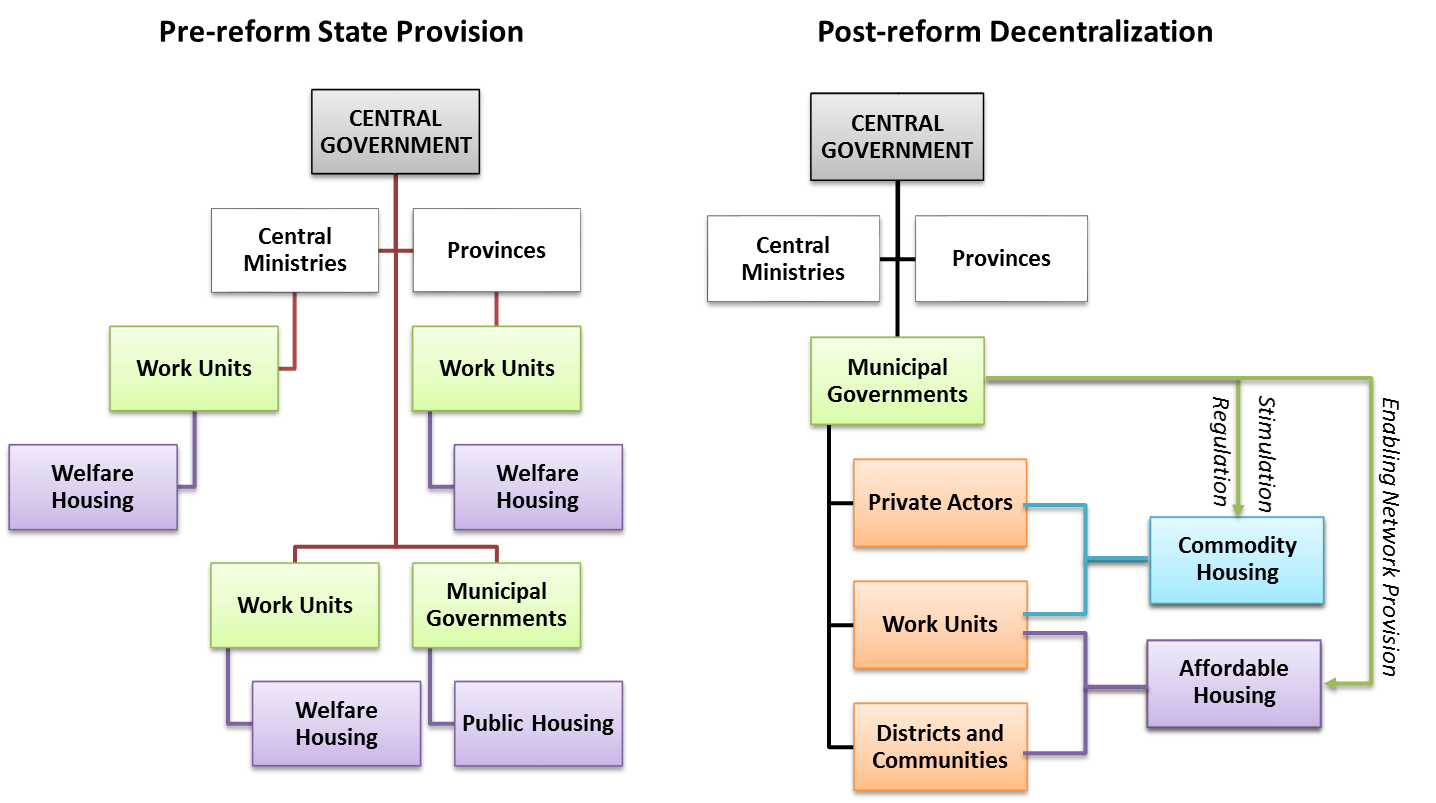 Pre-reform State Provision
CENTRAL
GOVERNMENT
Central
Ministries
Provinces
Work Units
Work Units
Welfare
Housing
Welfare
Housing
Work Units
Municipal
Governments
Welfare
Housing
Public Housing
Post-reform Decentralization
CENTRAL
GOVERNMENT
Central
Ministries
Provinces
Municipal
Governments
Private Actors
Work Units
Districts and
Communities
Regulation
Stimulation
Enabling Network Provision
Commodity
Housing
Affordable
Housing